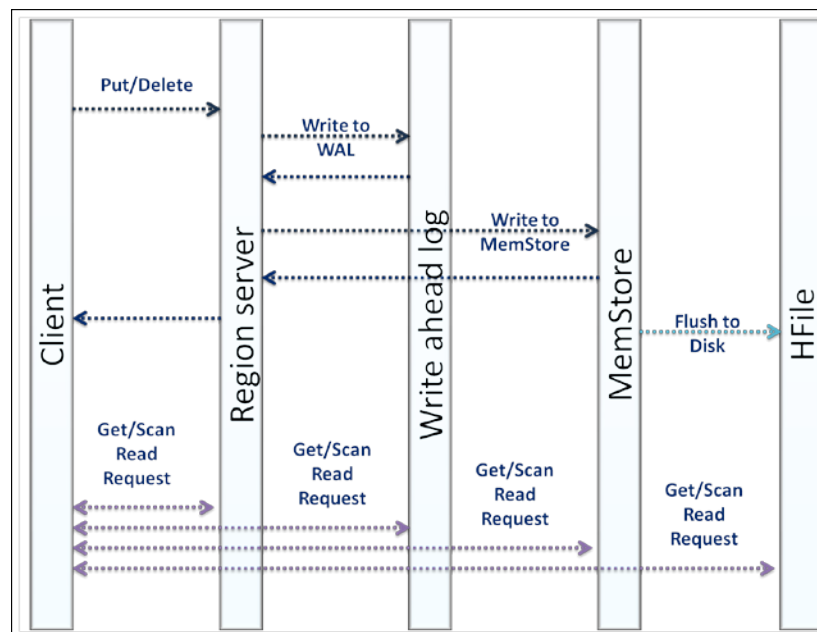 Put/Delete
Write to
WAL
Write to
MemStore
Flush to
Disk
Client
Region server
Write ahead log
MemStore
HFile
Get/Scan
Read
Request
Get/Scan
Read
Request
Get/Scan
Read
Request
Get/Scan
Read
Request